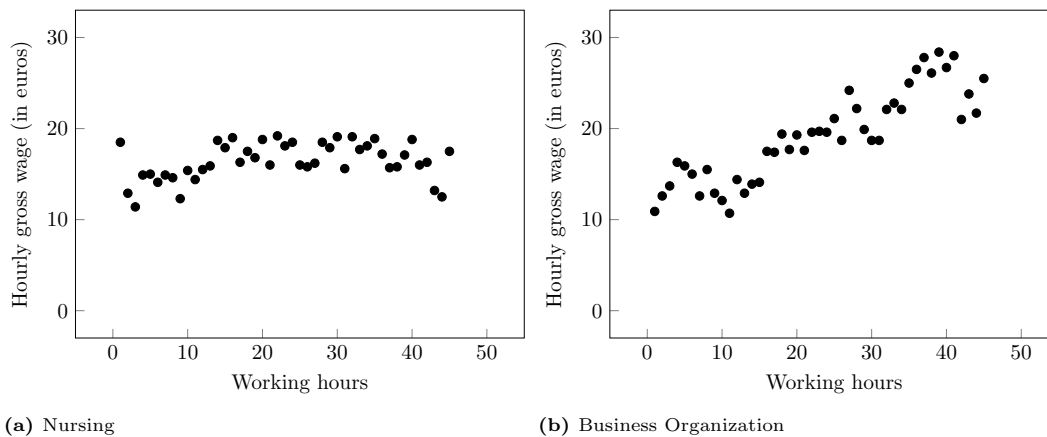 30
20
10
0
Hourly gross wage (in euros)
0 10 20 30 40 50
Working hours
(a) Nursing
30
20
10
0
Hourly gross wage (in euros)
0 10 20 30 40 50
Working hours
(b) Business Organization